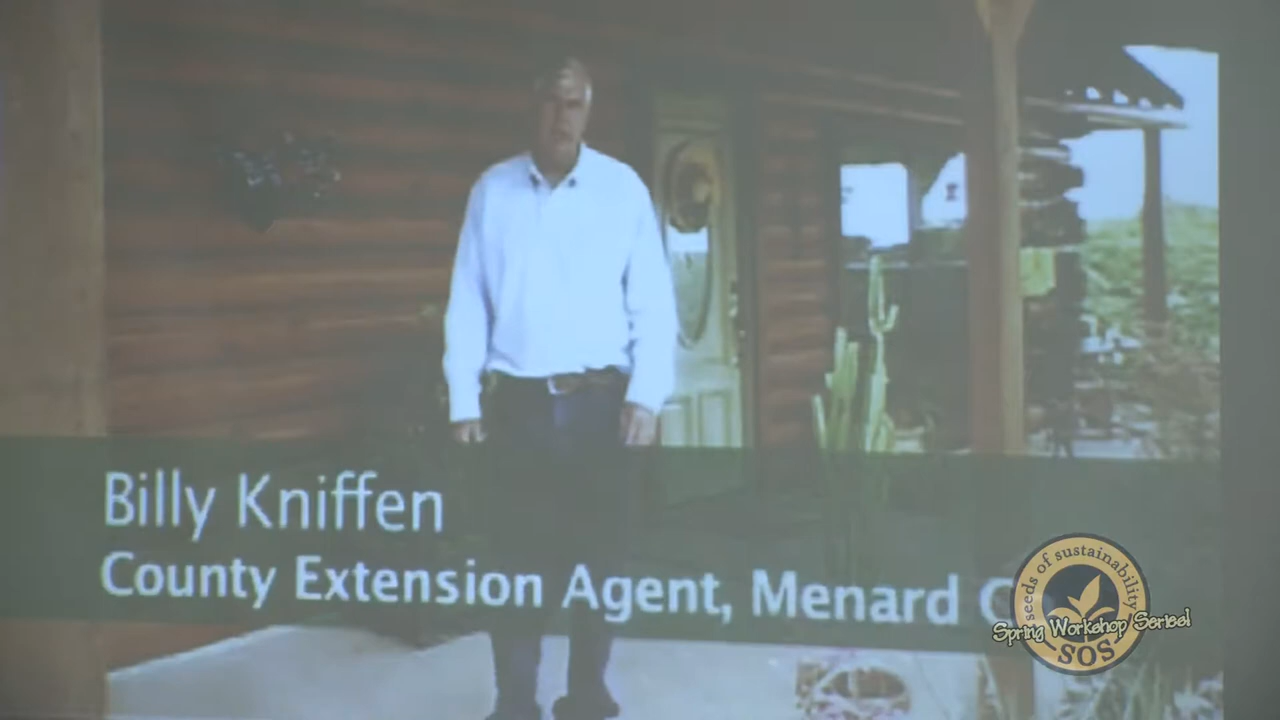 Billy Kniffen
County Extension Agent, Menard C
seeds of sustainability
Spring Workshop Series!
SOS